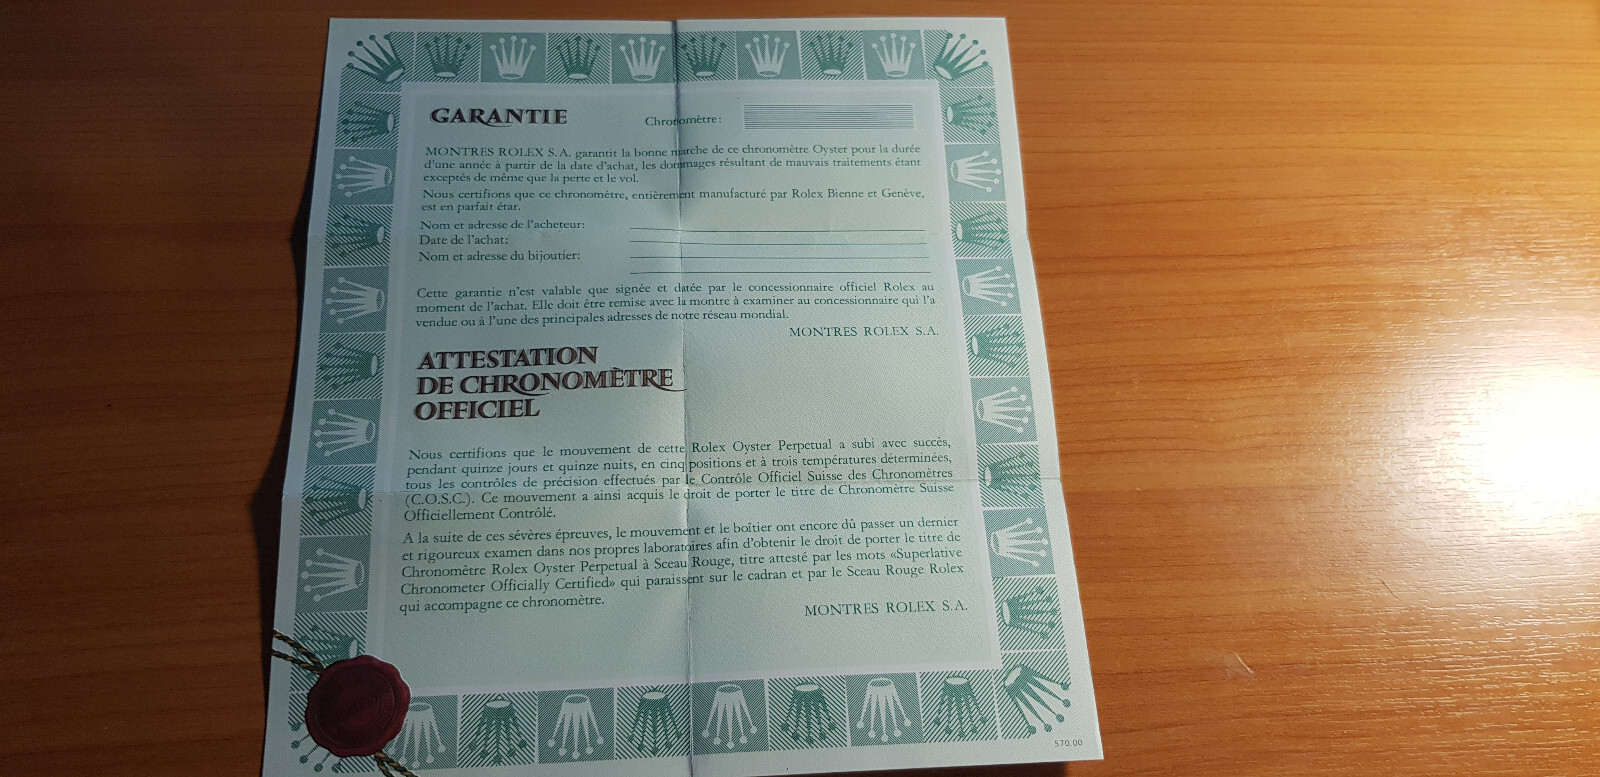 GARANTIE
Chronomètre:
MONTRES ROLEX S.A. garantit la bonne marche de ce chronomètre Oyster pour la durée
d'une année à partir de la date d'achat, les dommages résultant de mauvais traitements étant
exceptés de même que la perte et le vol.
Nous certifions que ce chronomètre, entièrement manufacturé par Rolex Bienne et Genève,
est en parfait étar.
Nom et adresse de l'acheteur:
Date de l'achat:
Nom et adresse du bijoutier:
Cette garantie n'est valable que signée et datée par le concessionaire officiel Rolex au
moment de l'achat. Elle doit être remise avec la montre à examiner au concessionaire qui l'a
vendue ou à l'une des principales adresses de notre réseau mondial.
MONTRES ROLEX S.A.
ATTESTATION
DE CHRONOMÈTRE
OFFICIEL
Nous certifions que le mouvement de cette Rolex Oyster Perpetual a subi avec succès,
pendant quinze jours et quinze nuits, en cinq positions et à trois températures déterminées,
tous les contrôles de précision effectués par le Contrôle Officiel Suisse des Chronomètres
(C.O.S.C.). Ce mouvement a ainsi acquis le droit de porter le titre de Chronomètre Suisse
Officiellement Contrôlé.
A la suite de ces sévères épreuves, le mouvement et le boîtier ont encore dû passer un dernier
et rigoureux examen dans nos propres laboratoires afin d'obtenir le droit de porter le titre de
Chronomètre Rolex Oyster Perpetual à Sceau Rouge, titre attesté par les mots «Superlative
Chronometer Officially Certified» qui paraissent sur le cadran et par le Sceau Rouge Rolex
qui accompagne ce chronomètre.
MONTRES ROLEX S.A.
570.00